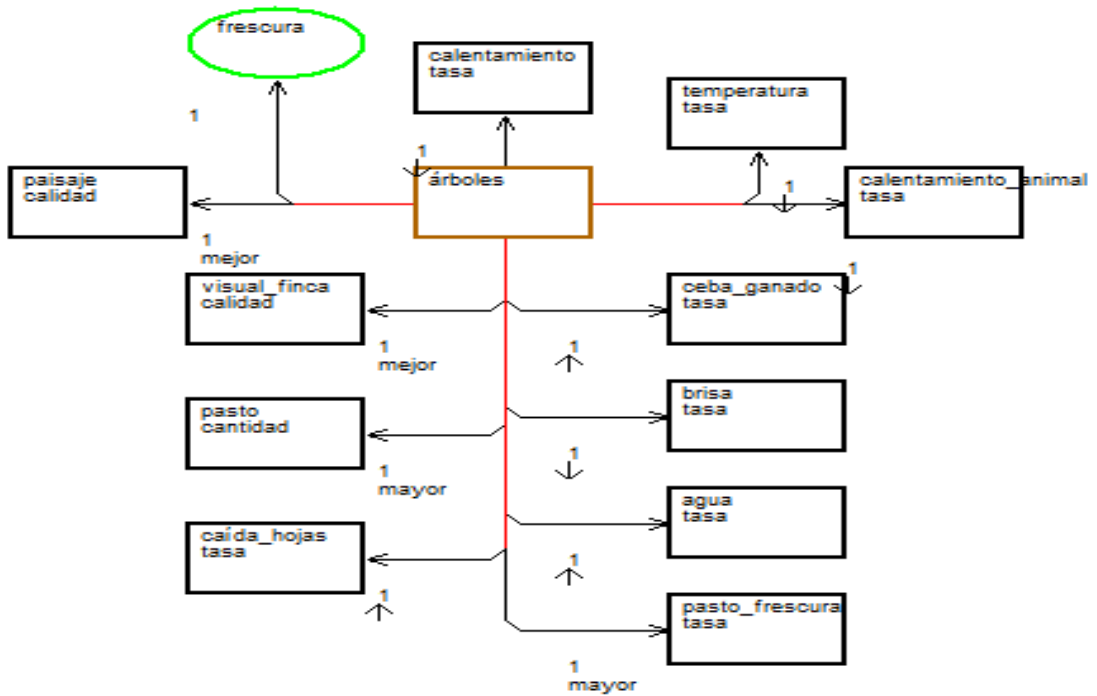 frescura
calentamiento
tasa
temperatura
tasa
1
1
árboles
paisaje
calidad
1
calentamiento_animal
tasa
1
mejor
1
visual_finca
calidad
ceba_ganado
tasa
1
mejor
1
pasto
cantidad
brisa
tasa
1
mayor
1
caída_hojas
tasa
agua
tasa
1
1
pasto_frescura
tasa
1
mayor